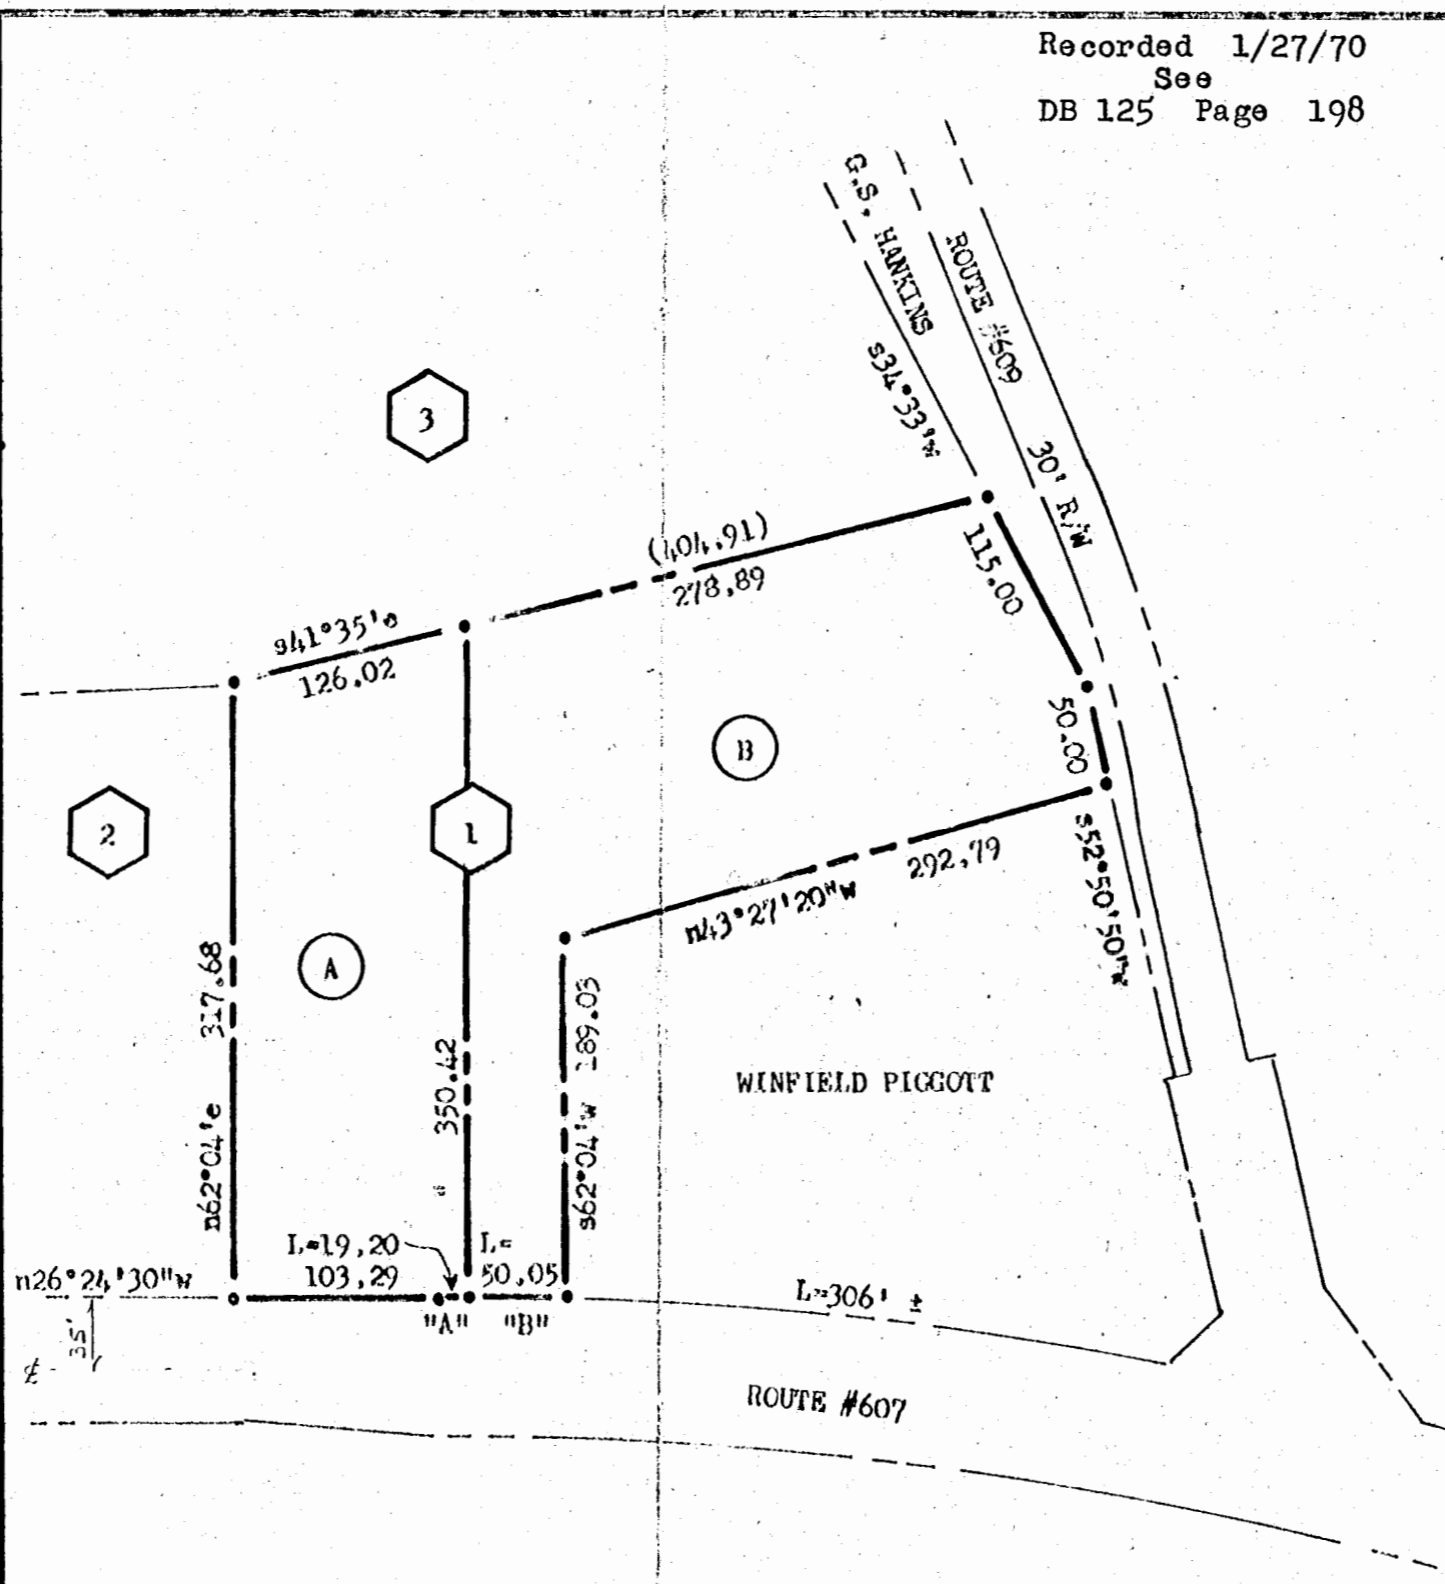 Recorded 1/27/70
See
DB 125 Page 198
G.S. HANKINS
ROUTE #609
30' R/W
s34°33'w
3
(404.91)
278.89
115.00
s41°35'e
126.02
50.00
B
2
1
s52°50'50"w
292.79
n43°27'20"w
A
317.68
189.03
350.42
WINFIELD PIGGOTT
n62°04'e
s62°04'w
L=19,20
L=
103,29
50,05
n26°24'30"w
"A"
"B"
L=306' ±
35'
℄
ROUTE #607